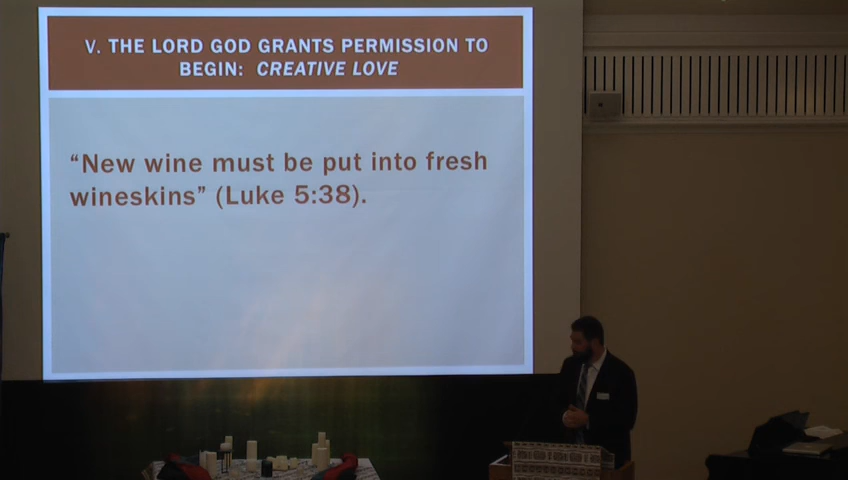 V. THE LORD GOD GRANTS PERMISSION TO
BEGIN: CREATIVE LOVE
“New wine must be put into fresh
wineskins” (Luke 5:38).